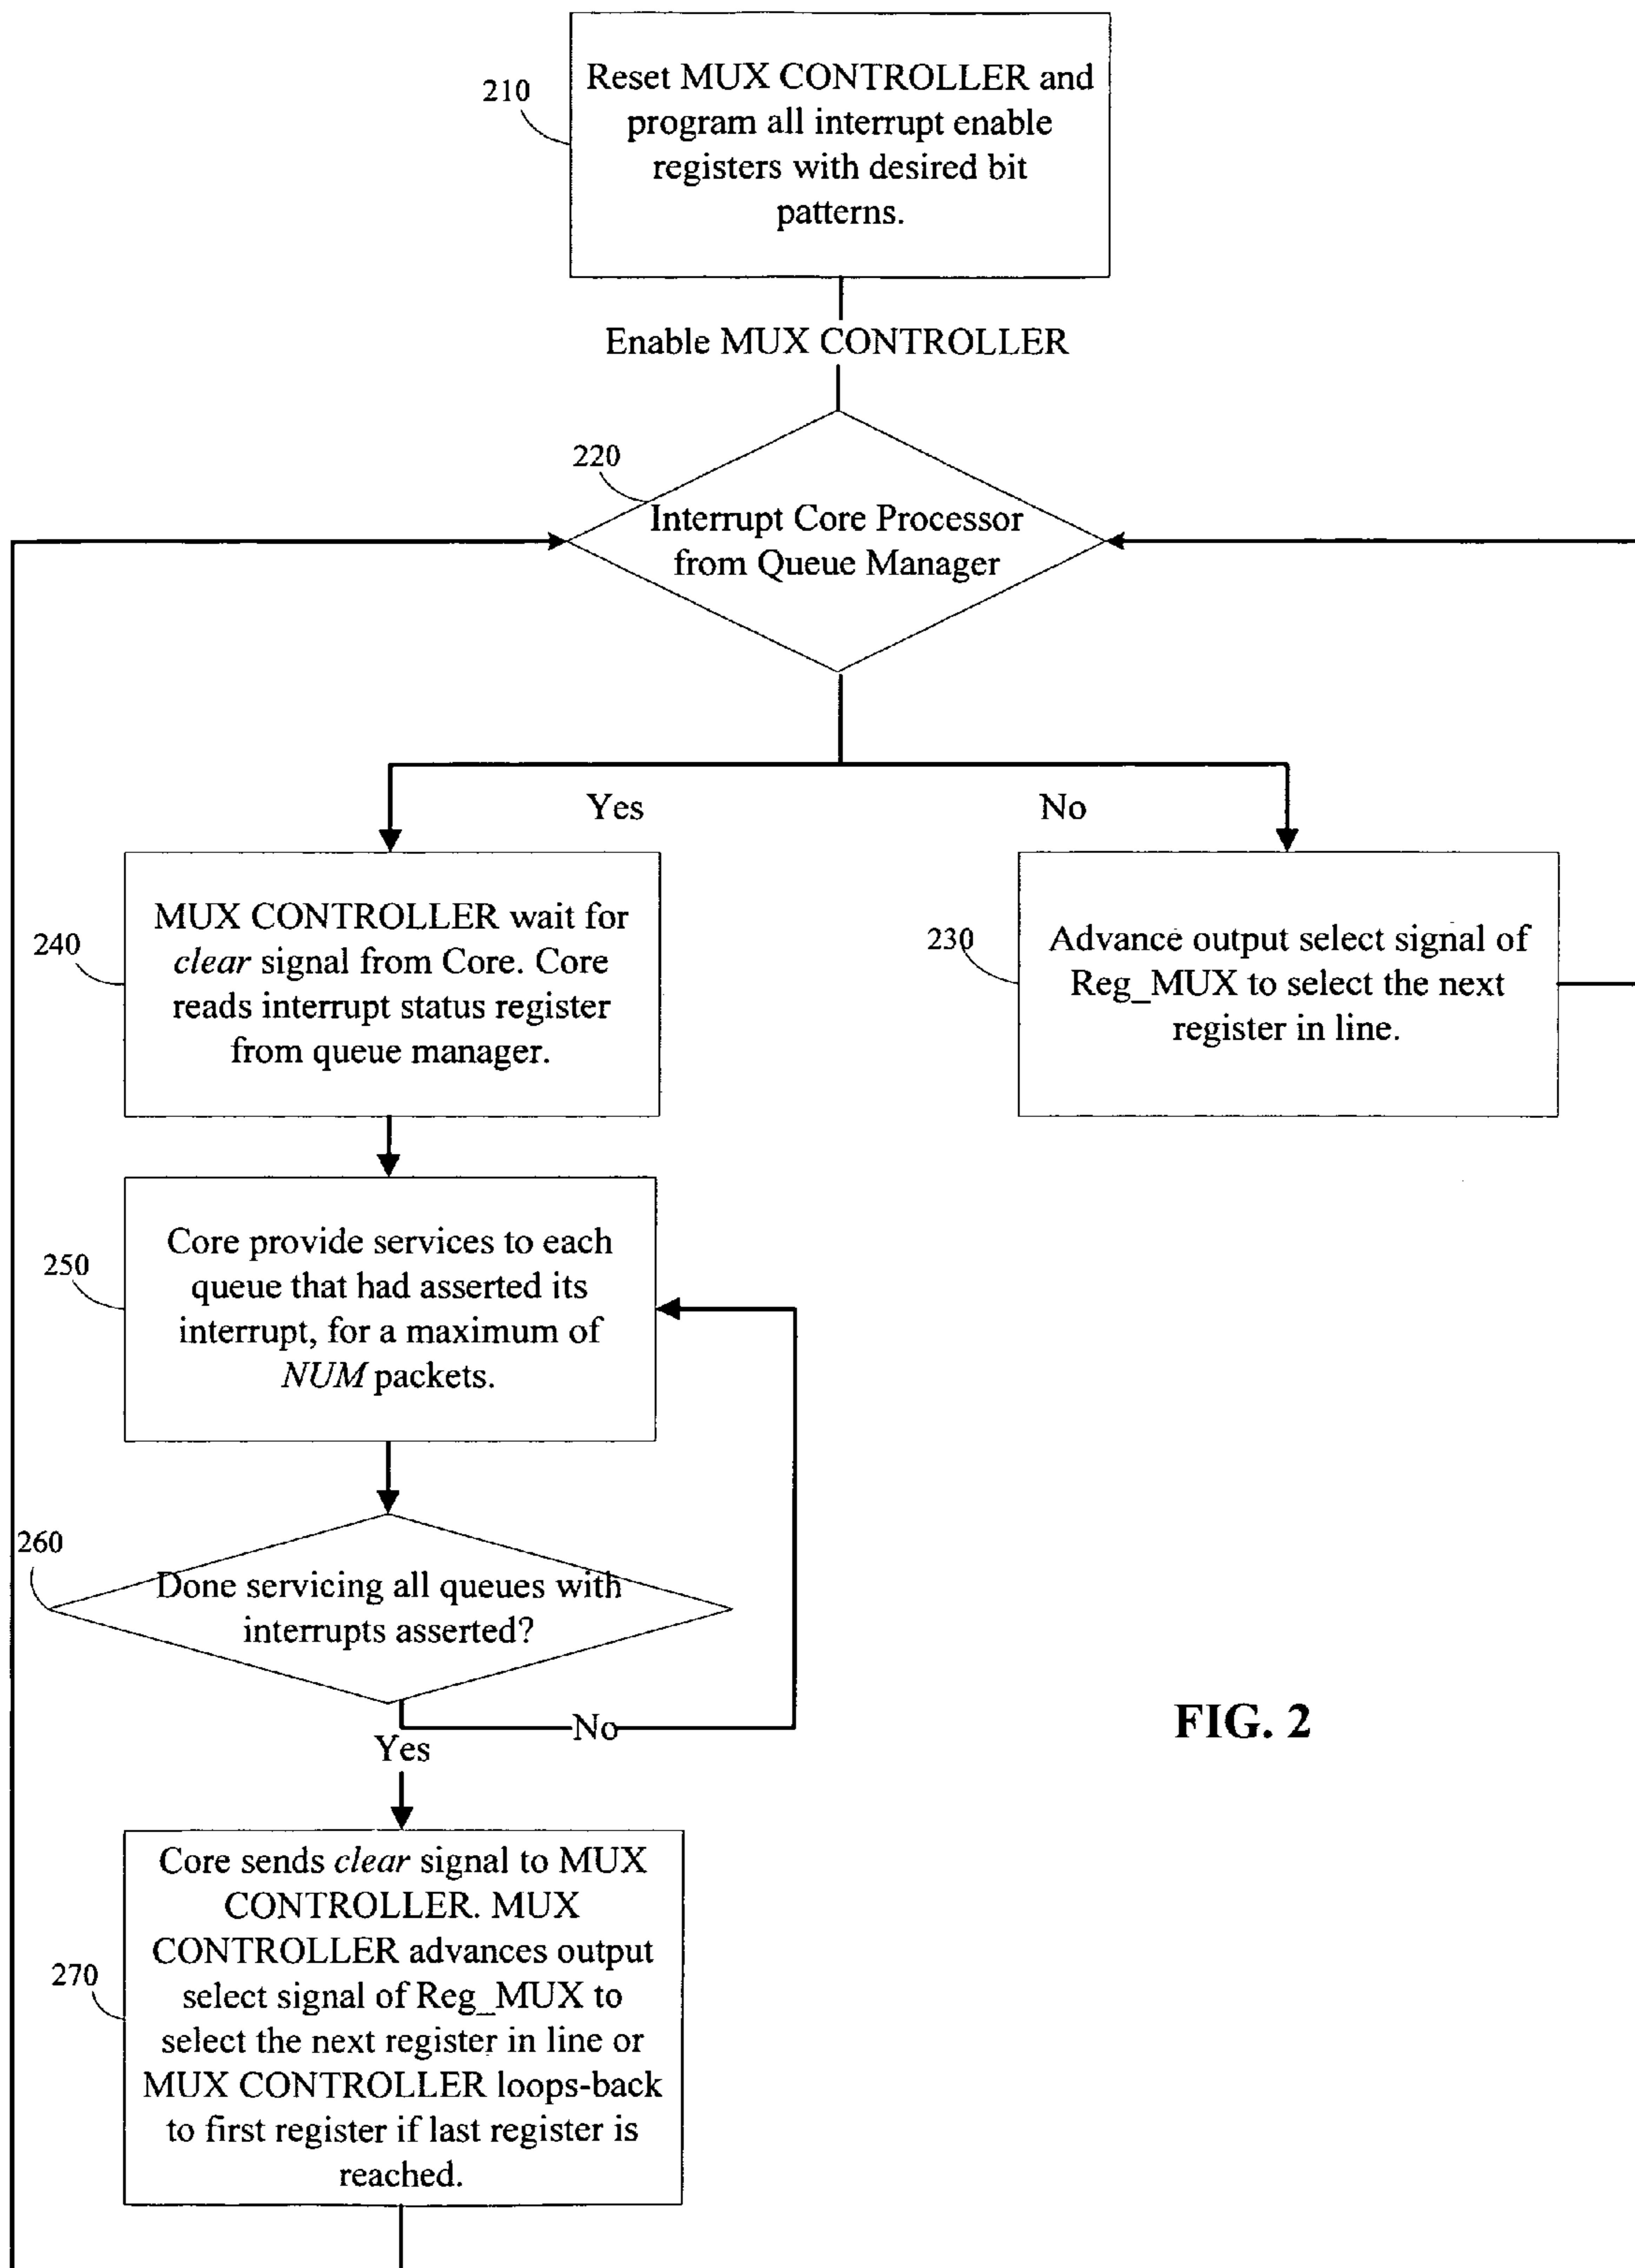 210
Reset MUX CONTROLLER and
program all interrupt enable
registers with desired bit
patterns.
Enable MUX CONTROLLER
220
Interrupt Core Processor
from Queue Manager
Yes
No
240
MUX CONTROLLER wait for
clear signal from Core. Core
reads interrupt status register
from queue manager.
230
Advance output select signal of
Reg_MUX to select the next
register in line.
250
Core provide services to each
queue that had asserted its
interrupt, for a maximum of
NUM packets.
260
Done servicing all queues with
interrupts asserted?
No
Yes
FIG. 2
270
Core sends clear signal to MUX
CONTROLLER. MUX
CONTROLLER advances output
select signal of Reg_MUX to
select the next register in line or
MUX CONTROLLER loops-back
to first register if last register is
reached.